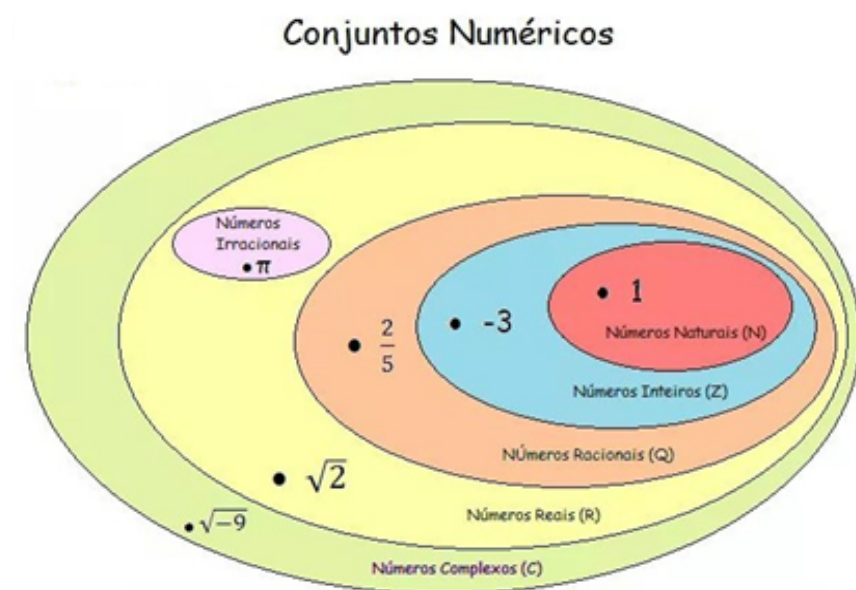 Conjuntos Numéricos
Números
Irracionais
• π
• 1
• -3
Números Naturais (N)
• 2/5
Números Inteiros (Z)
NÚmeros Racionais (Q)
• √2
Números Reais (R)
• √-9
Números Complexos (C)